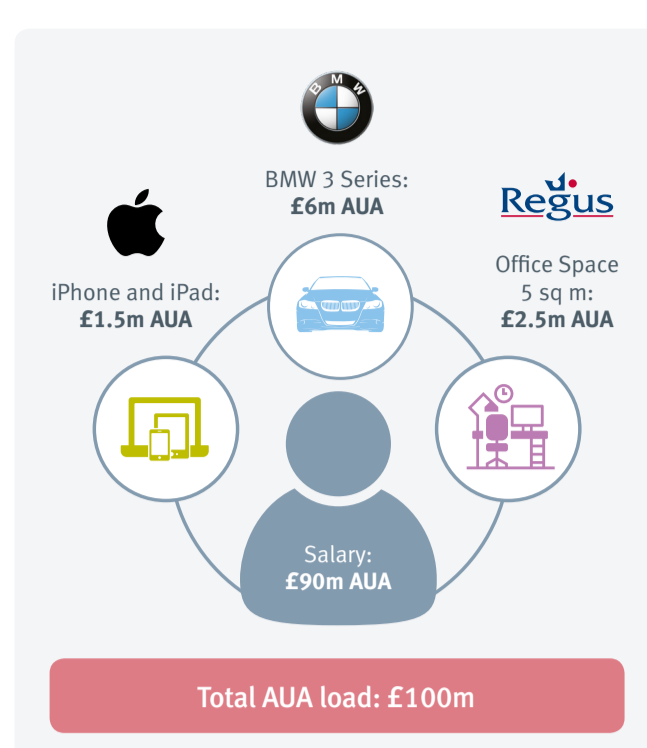 BMW
BMW 3 Series:
£6m AUA
iPhone and iPad:
£1.5m AUA
Regus
Office Space
5 sq m:
£2.5m AUA
Salary:
£90m AUA
Total AUA load: £100m